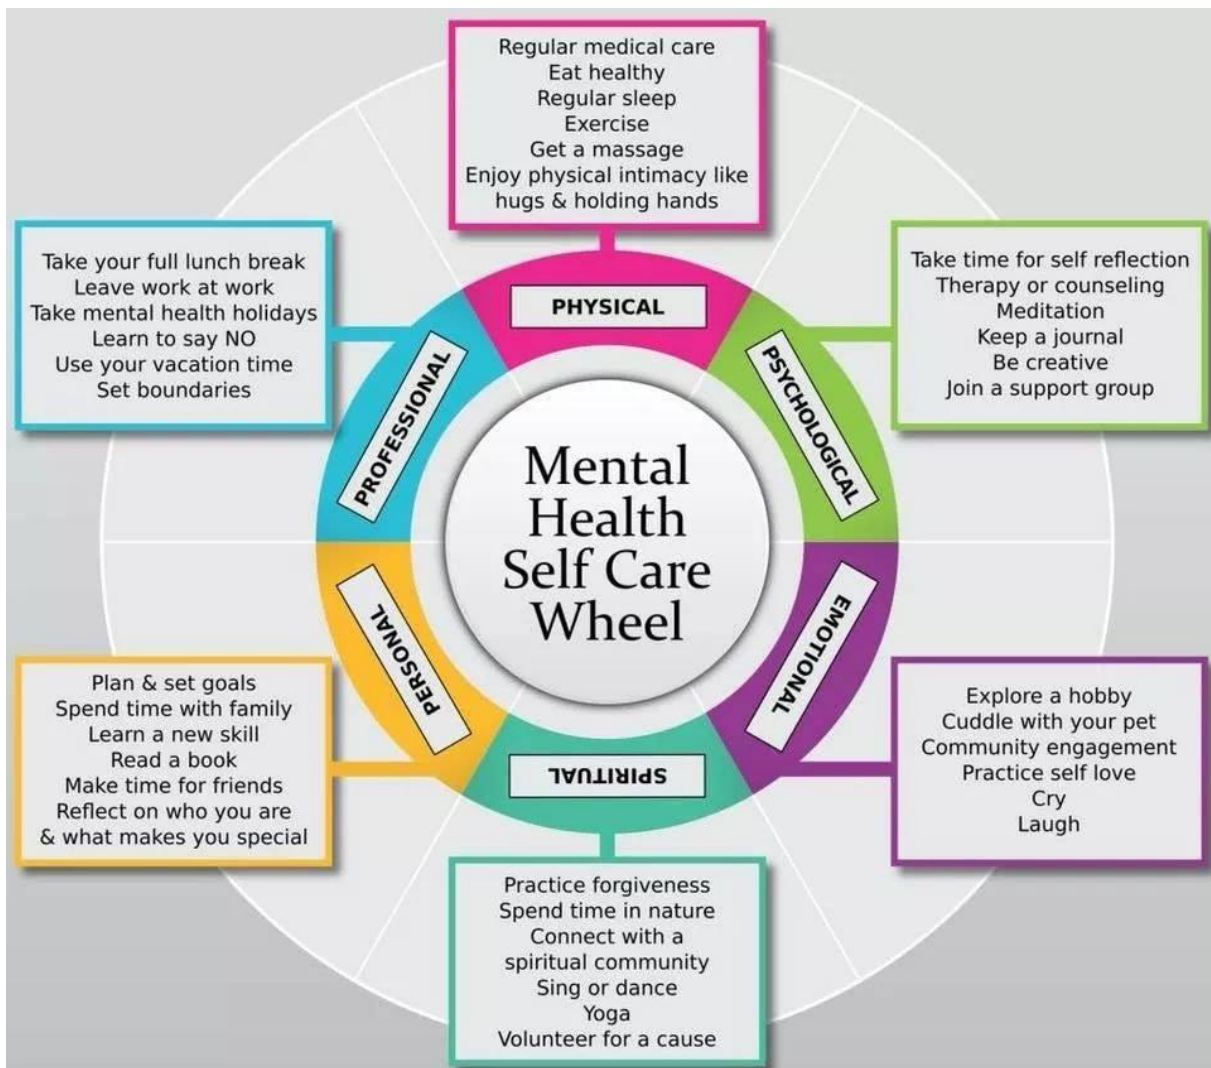 Regular medical care
Eat healthy
Regular sleep
Exercise
Get a massage
Enjoy physical intimacy like
hugs & holding hands
PHYSICAL
Take time for self reflection
Therapy or counseling
Meditation
Keep a journal
Be creative
Join a support group
PSYCHOLOGICAL
Explore a hobby
Cuddle with your pet
Community engagement
Practice self love
Cry
Laugh
EMOTIONAL
Practice forgiveness
Spend time in nature
Connect with a
spiritual community
Sing or dance
Yoga
Volunteer for a cause
SPIRITUAL
Plan & set goals
Spend time with family
Learn a new skill
Read a book
Make time for friends
Reflect on who you are
& what makes you special
PERSONAL
Take your full lunch break
Leave work at work
Take mental health holidays
Learn to say NO
Use your vacation time
Set boundaries
PROFESSIONAL
Mental
Health
Self Care
Wheel